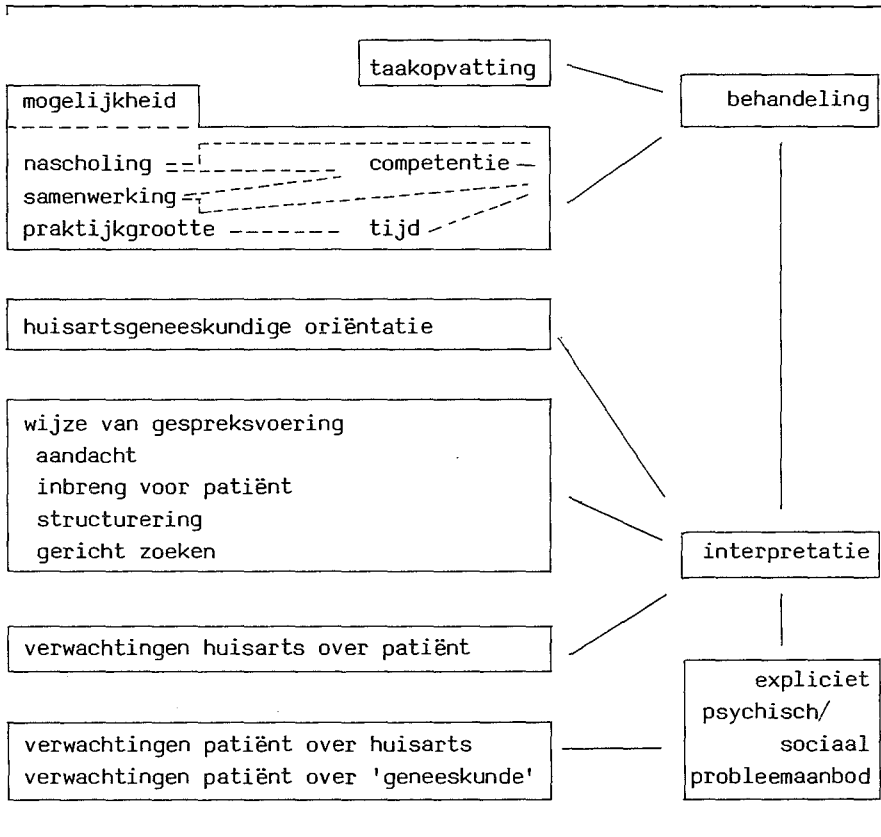 taakopvatting
mogelijkheid
behandeling
nascholing competentie
samenwerking
praktijkgrootte tijd
huisartsgeneeskundige oriëntatie
wijze van gespreksvoering
aandacht
inbreng voor patiënt
structurering
gericht zoeken
interpretatie
verwachtingen huisarts over patiënt
expliciet
psychisch/
sociaal
probleemaanbod
verwachtingen patiënt over huisarts
verwachtingen patiënt over 'geneeskunde'